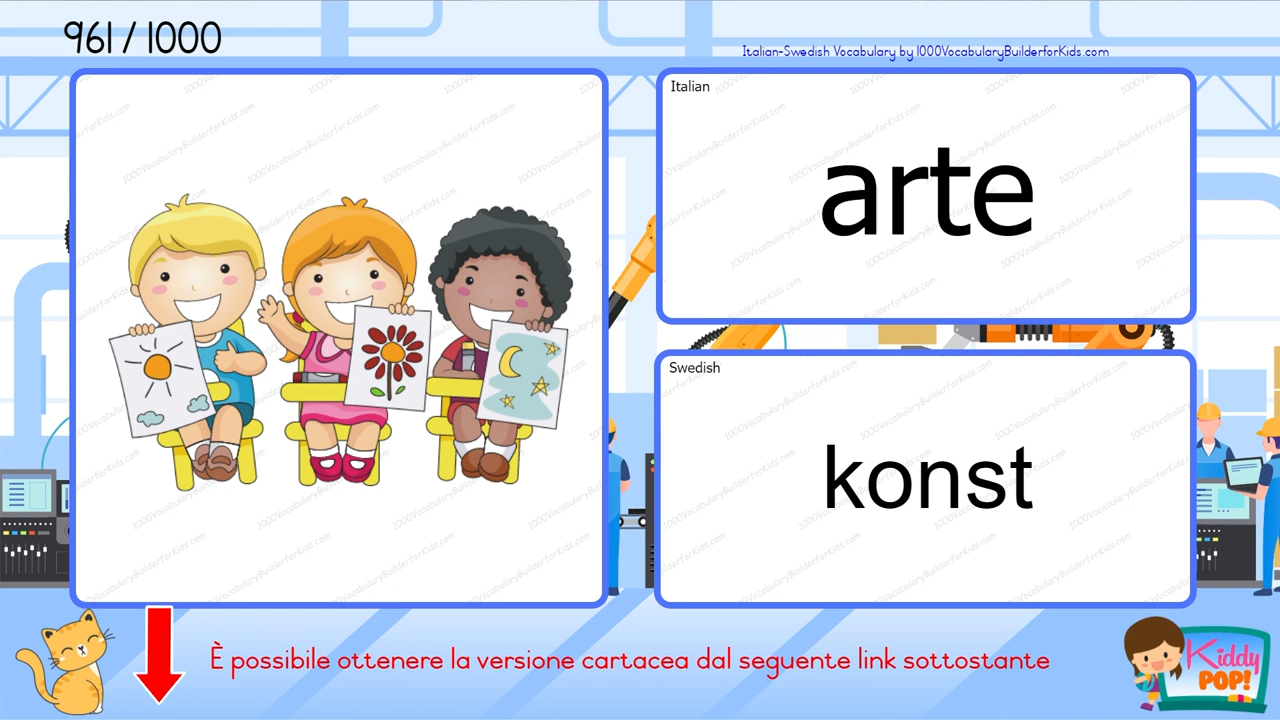 961 / 1000
Italian-Swedish Vocabulary by 1000VocabularyBuilderforKids.com
Italian
arte
Swedish
konst
È possibile ottenere la versione cartacea dal seguente link sottostante
Kiddy
POP!